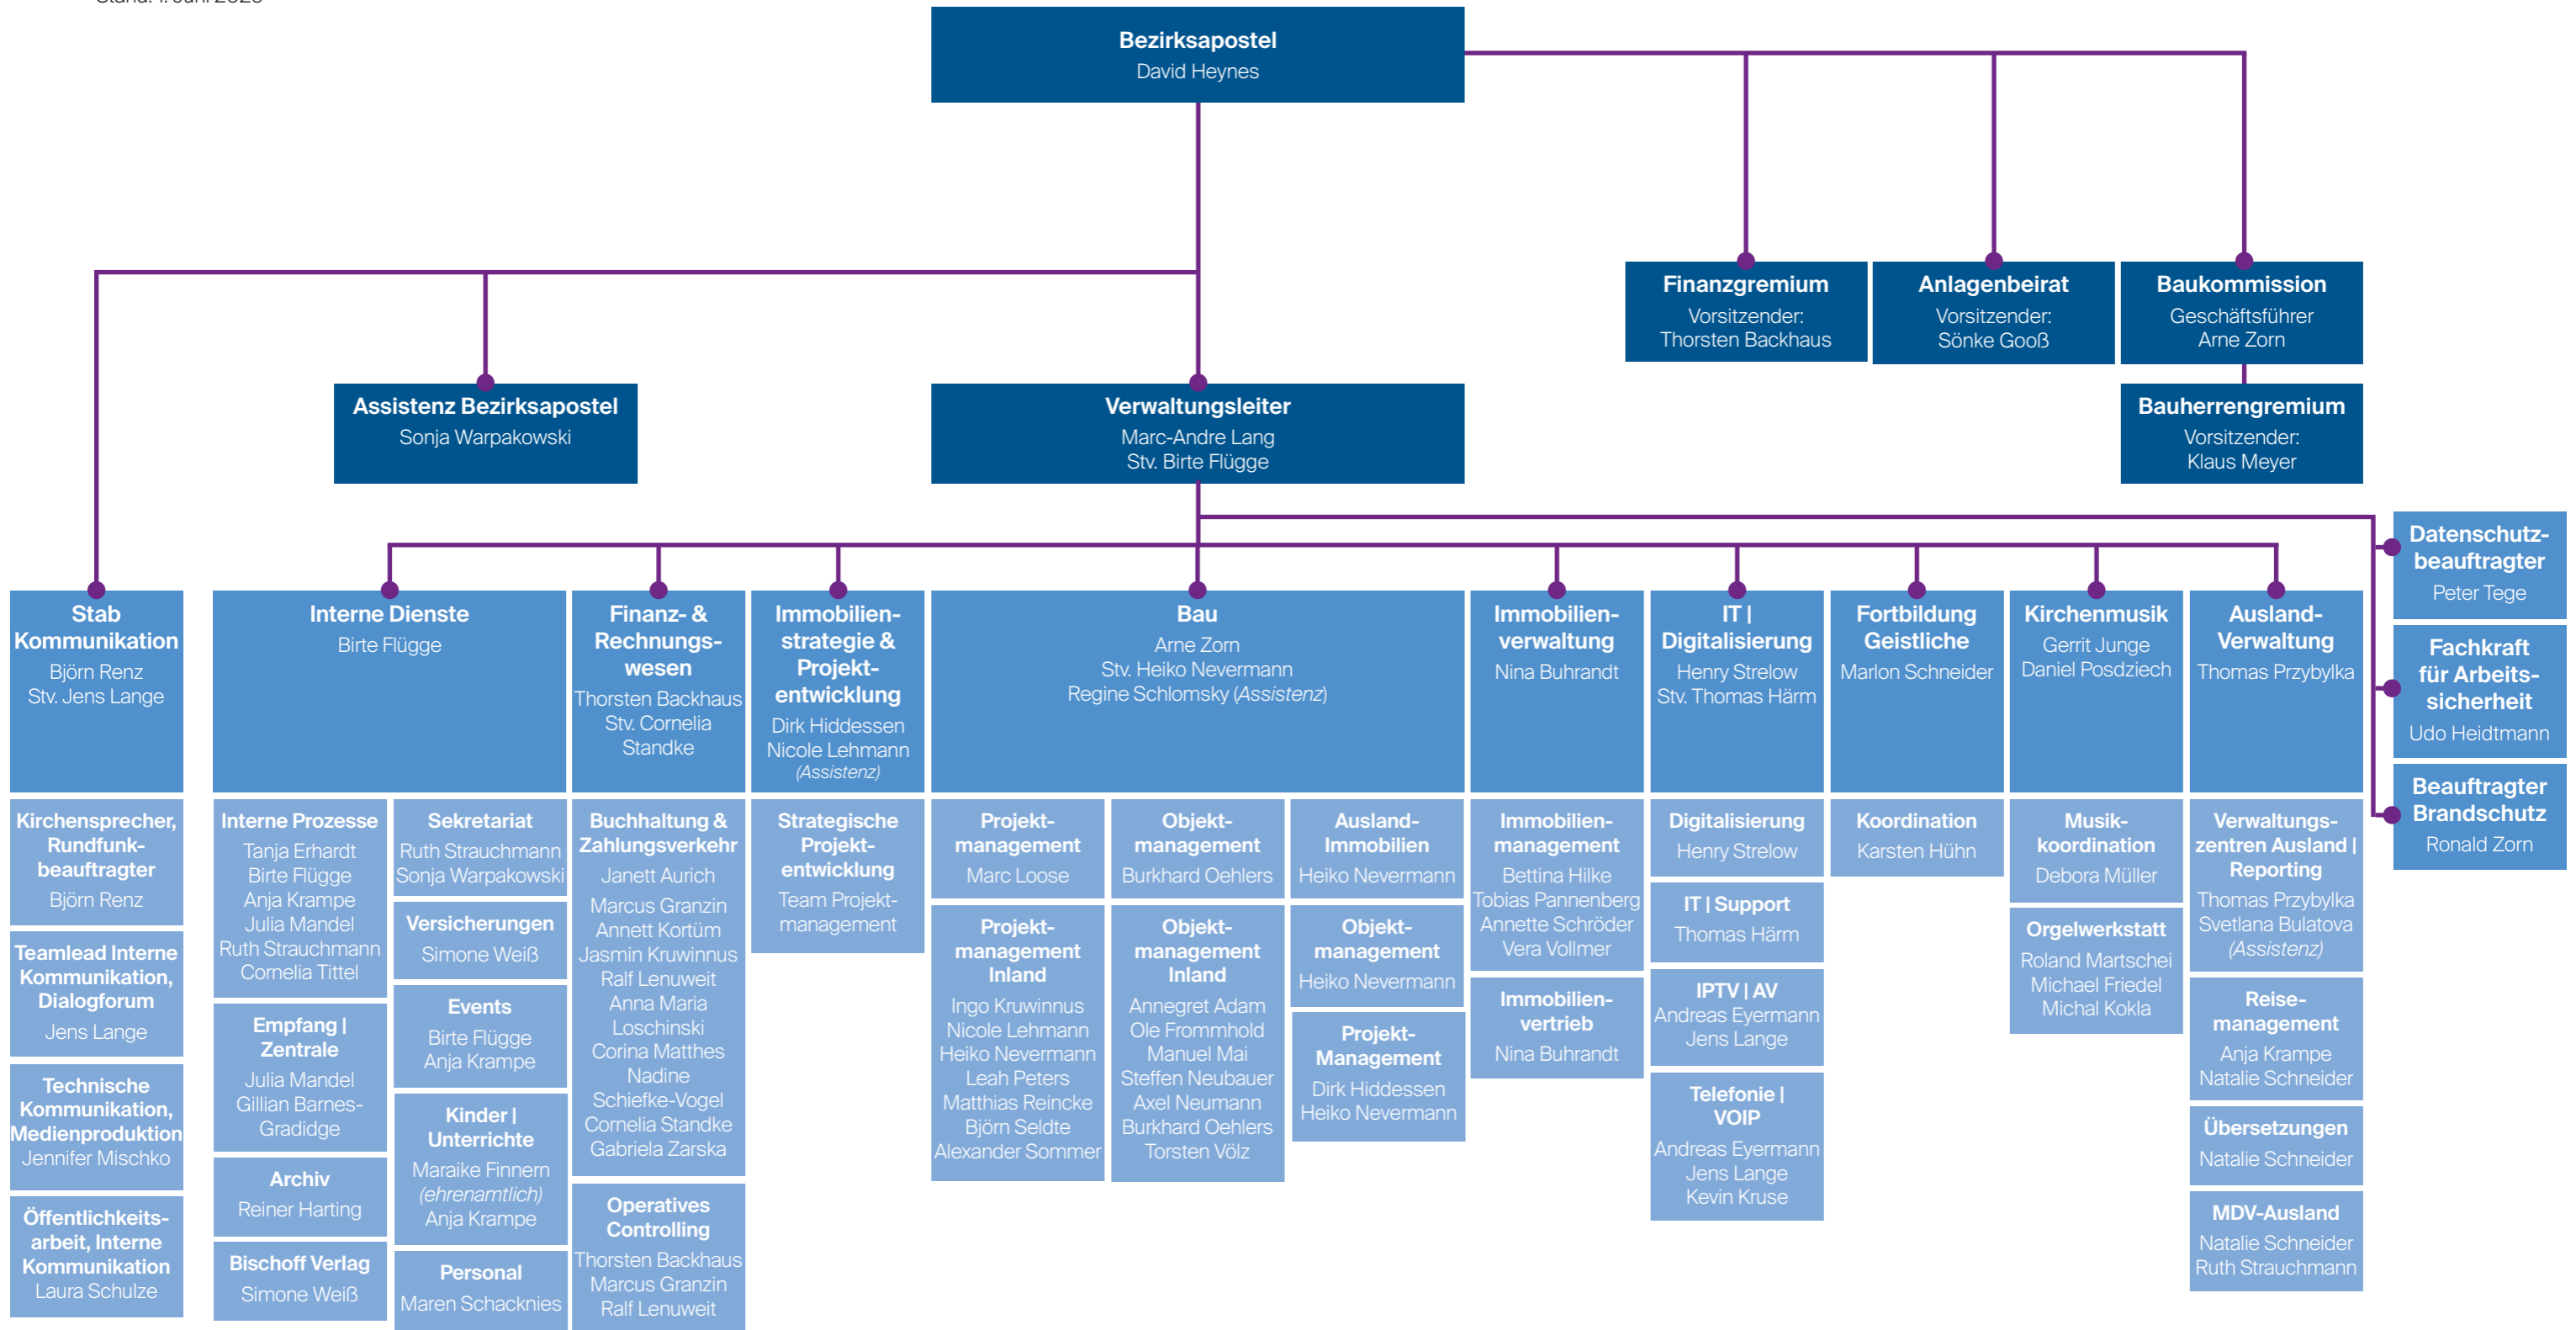 Bezirksapostel
David Heynes
Finanzgremium
Vorsitzender:
Thorsten Backhaus
Anlagenbeirat
Vorsitzender:
Sönke Gooß
Baukommission
Geschäftsführer
Arne Zorn
Assistenz Bezirksapostel
Sonja Warpakowski
Verwaltungsleiter
Marc-Andre Lang
Stv. Birte Flügge
Bauherrengremium
Vorsitzender:
Klaus Meyer
Datenschutz-
beauftragter
Peter Tege
Fachkraft
für Arbeits-
sicherheit
Udo Heidtmann
Beauftragter
Brandschutz
Ronald Zorn
Stab
Kommunikation
Björn Renz
Stv. Jens Lange
Kirchensprecher,
Rundfunk-
beauftragter
Björn Renz
Teamlead Interne
Kommunikation,
Dialogforum
Jens Lange
Technische
Kommunikation,
Medienproduktion
Jennifer Mischko
Öffentlichkeits-
arbeit, Interne
Kommunikation
Laura Schulze
Interne Dienste
Birte Flügge
Interne Prozesse
Tanja Erhardt
Birte Flügge
Anja Krampe
Julia Mandel
Ruth Strauchmann
Cornelia Tittel
Empfang |
Zentrale
Julia Mandel
Gillian Barnes-
Gradidge
Archiv
Reiner Harting
Bischoff Verlag
Simone Weiß
Sekretariat
Ruth Strauchmann
Sonja Warpakowski
Versicherungen
Simone Weiß
Events
Birte Flügge
Anja Krampe
Kinder |
Unterrichte
Maraike Finnern
(ehrenamtlich)
Anja Krampe
Personal
Maren Schacknies
Finanz- &
Rechnungs-
wesen
Thorsten Backhaus
Stv. Cornelia
Standke
Buchhaltung &
Zahlungsverkehr
Janett Aurich
Marcus Granzin
Annett Kortüm
Jasmin Kruwinnus
Ralf Lenuweit
Anna Maria
Loschinski
Corina Matthes
Nadine
Schiefke-Vogel
Cornelia Standke
Gabriela Zarska
Operatives
Controlling
Thorsten Backhaus
Marcus Granzin
Ralf Lenuweit
Immobilien-
strategie &
Projekt-
entwicklung
Dirk Hiddessen
Nicole Lehmann
(Assistenz)
Strategische
Projekt-
entwicklung
Team Projekt-
management
Bau
Arne Zorn
Stv. Heiko Nevermann
Regine Schlomsky (Assistenz)
Projekt-
management
Marc Loose
Projekt-
management
Inland
Ingo Kruwinnus
Nicole Lehmann
Heiko Nevermann
Leah Peters
Matthias Reincke
Björn Seldte
Alexander Sommer
Objekt-
management
Burkhard Oehlers
Objekt-
management
Inland
Annegret Adam
Ole Frommhold
Manuel Mai
Steffen Neubauer
Axel Neumann
Burkhard Oehlers
Torsten Völz
Ausland-
Immobilien
Heiko Nevermann
Objekt-
management
Heiko Nevermann
Projekt-
Management
Dirk Hiddessen
Heiko Nevermann
Immobilien-
verwaltung
Nina Buhrandt
Immobilien-
management
Bettina Hilke
Tobias Pannenberg
Annette Schröder
Vera Vollmer
Immobilien-
vertrieb
Nina Buhrandt
IT |
Digitalisierung
Henry Strelow
Stv. Thomas Härm
Digitalisierung
Henry Strelow
IT | Support
Thomas Härm
IPTV | AV
Andreas Eyermann
Jens Lange
Telefonie |
VOIP
Andreas Eyermann
Jens Lange
Kevin Kruse
Fortbildung
Geistliche
Marlon Schneider
Koordination
Karsten Hühn
Kirchenmusik
Gerrit Junge
Daniel Posdziech
Musik-
koordination
Debora Müller
Orgelwerkstatt
Roland Martschei
Michael Friedel
Michal Kokla
Ausland-
Verwaltung
Thomas Przybylka
Verwaltungs-
zentren Ausland |
Reporting
Thomas Przybylka
Svetlana Bulatova
(Assistenz)
Reise-
management
Anja Krampe
Natalie Schneider
Übersetzungen
Natalie Schneider
MDV-Ausland
Natalie Schneider
Ruth Strauchmann